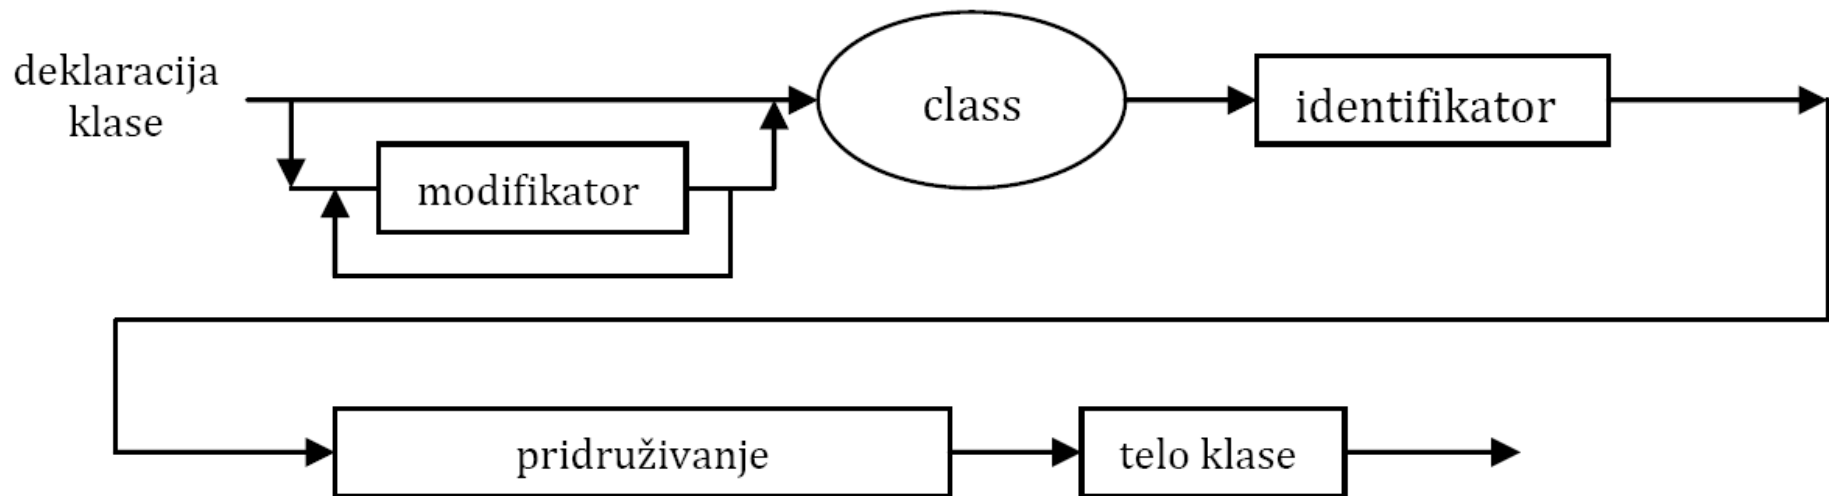 deklaracija
klase
class
identifikator
modifikator
pridruživanje
telo klase